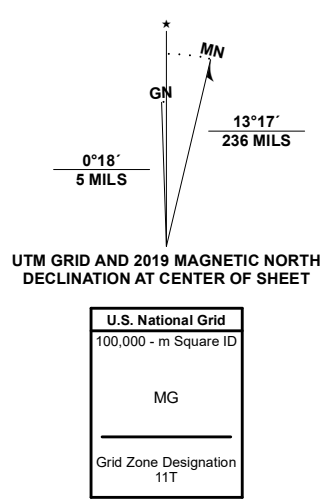 ★
MN
GN
13°17´
236 MILS
0°18´
5 MILS
UTM GRID AND 2019 MAGNETIC NORTH
DECLINATION AT CENTER OF SHEET
U.S. National Grid
100,000 - m Square ID
MG
Grid Zone Designation
11T